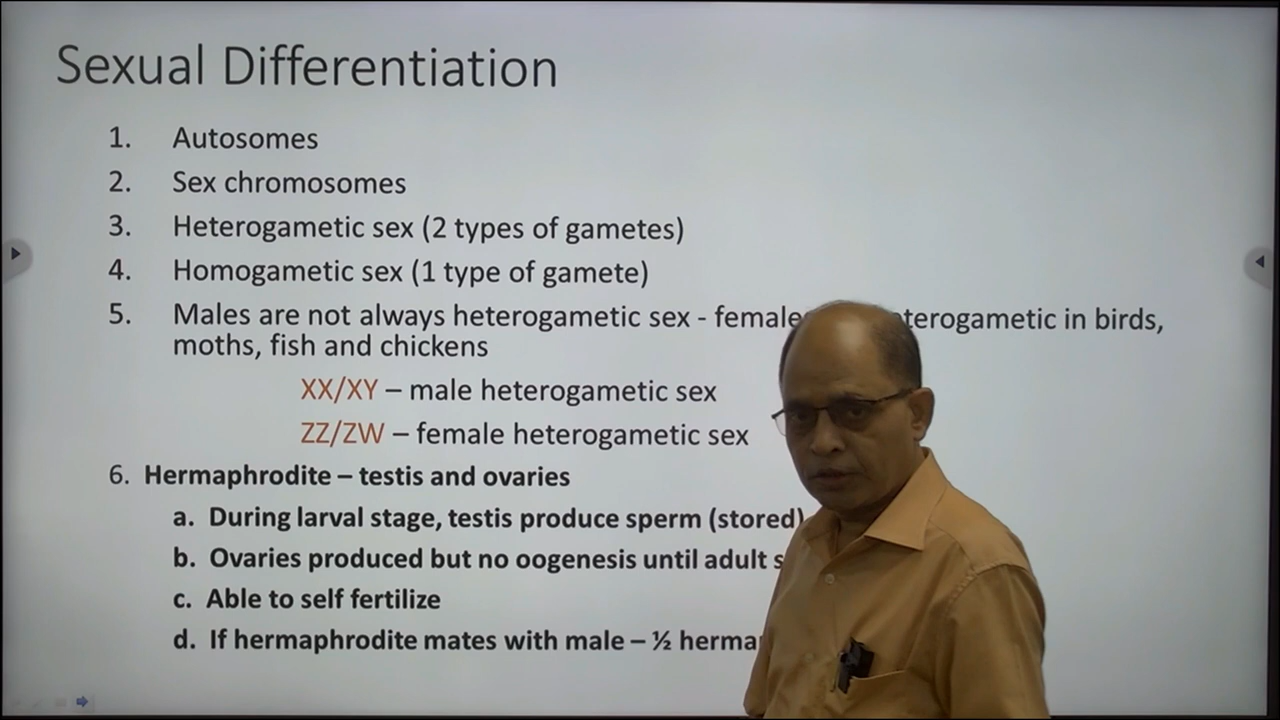 Sexual Differentiation
1. Autosomes
2. Sex chromosomes
3. Heterogametic sex (2 types of gametes)
4. Homogametic sex (1 type of gamete)
5. Males are not always heterogametic sex - in birds,
moths, fish and chickens
XX/XY – male heterogametic sex
ZZ/ZW – female heterogametic sex
6. Hermaphrodite – testis and ovaries
a. During larval stage, testis produce sperm (stored)
b. Ovaries produced but no oogenesis until adult
c. Able to self fertilize
d. If hermaphrodite mates with male – ½